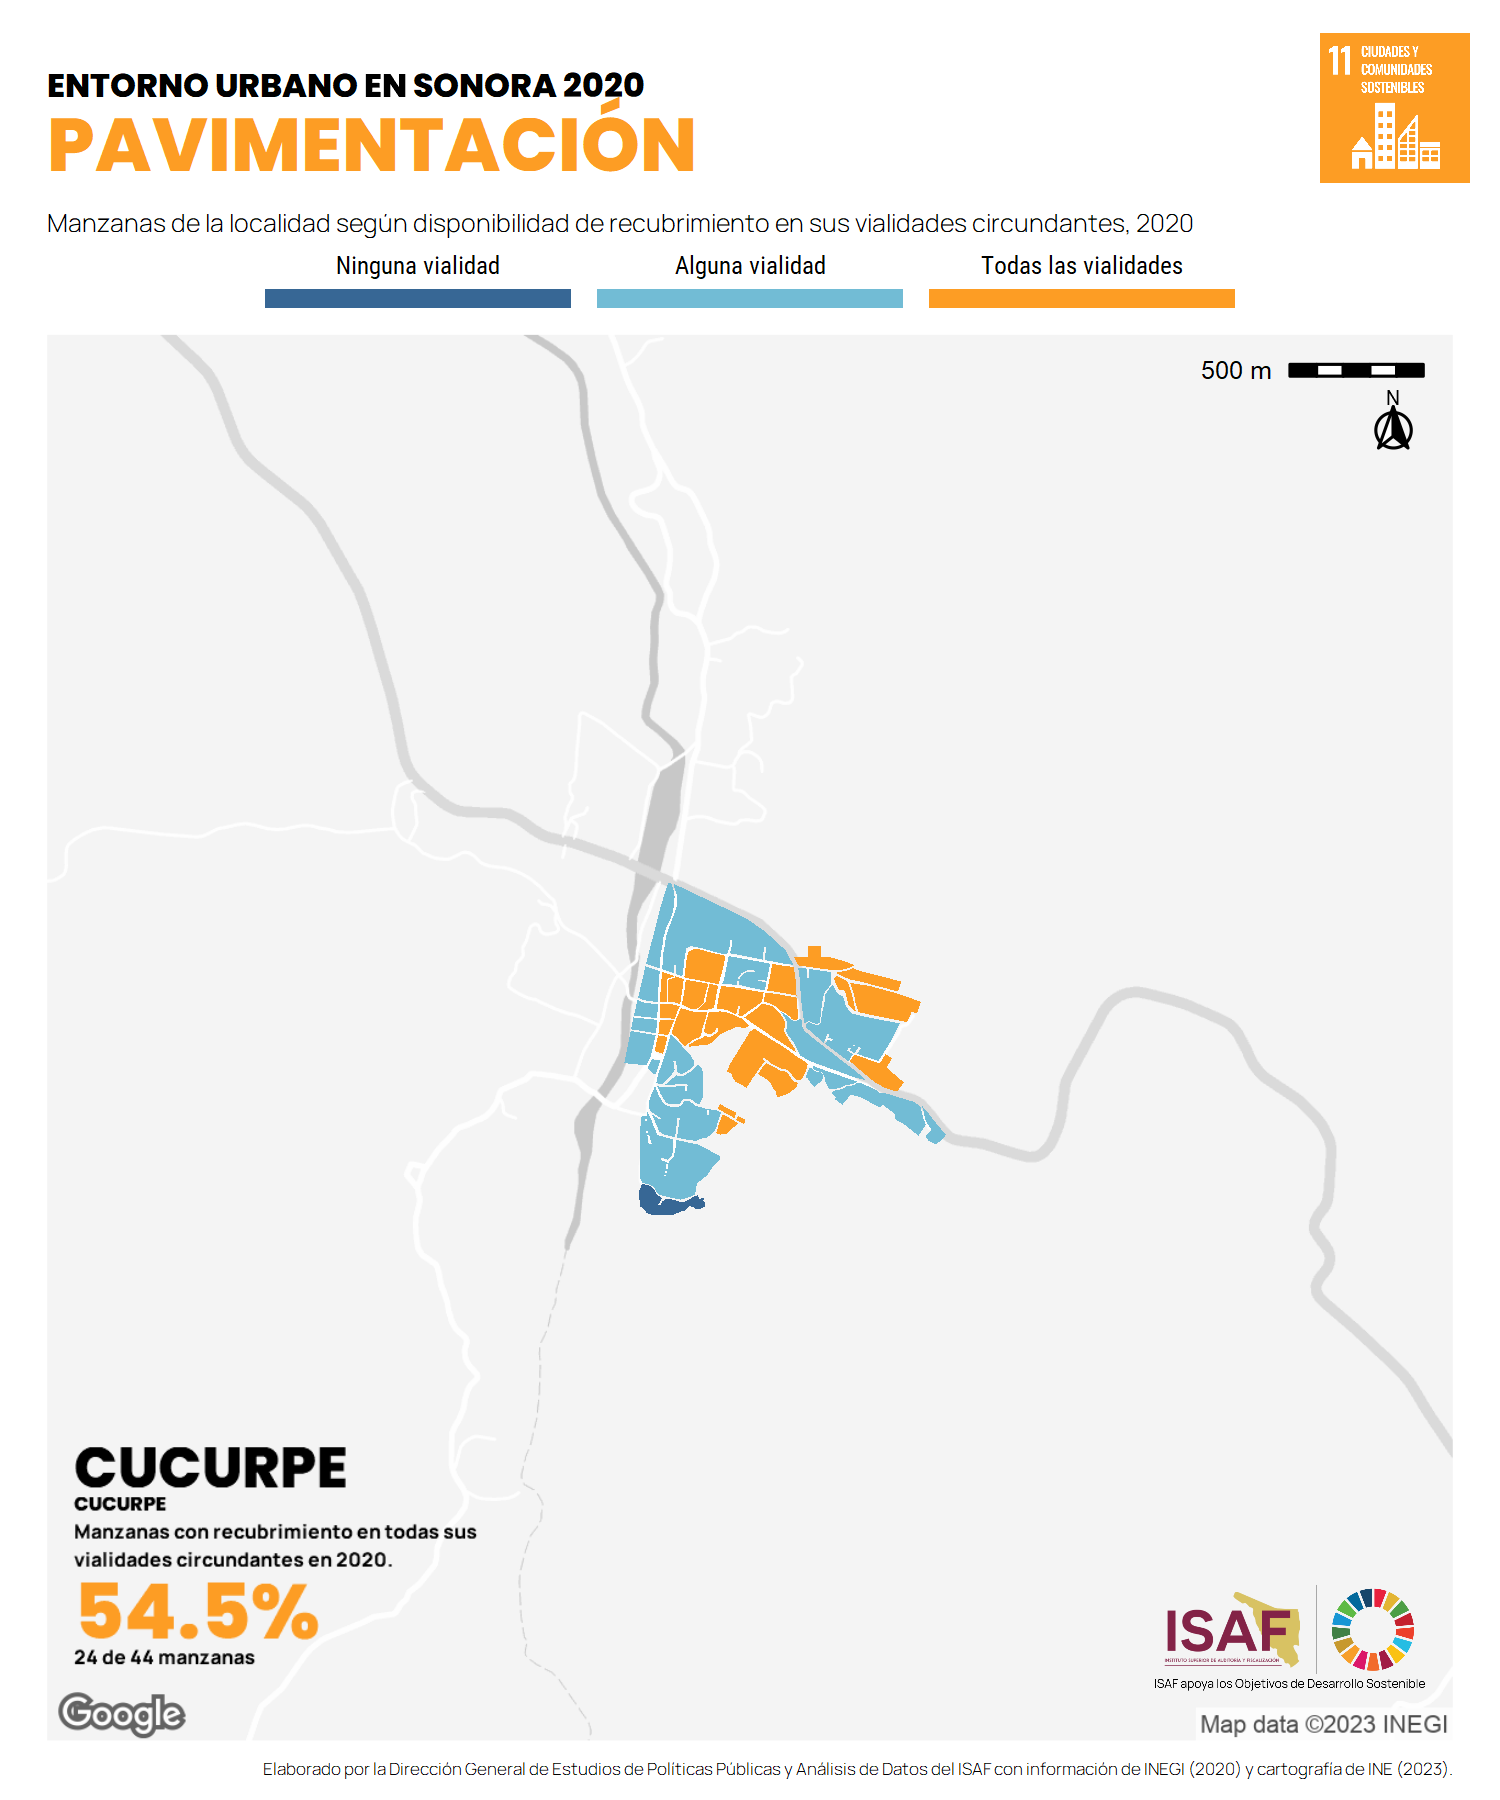 ENTORNO URBANO EN SONORA 2020
PAVIMENTACIÓN
11 CIUDADES Y
COMUNIDADES
SOSTENIBLES
Manzanas de la localidad según disponibilidad de recubrimiento en sus vialidades circundantes, 2020
Ninguna vialidad Alguna vialidad Todas las vialidades
500 m
N
CUCURPE
CUCURPE
Manzanas con recubrimiento en todas sus
vialidades circundantes en 2020.
54.5%
24 de 44 manzanas
ISAF
INSTITUTO SUPERIOR DE AUDITORÍA Y FISCALIZACIÓN
ISAF apoya los Objetivos de Desarrollo Sostenible
Google
Map data ©2023 INEGI
Elaborado por la Dirección General de Estudios de Políticas Públicas y Análisis de Datos del ISAF con información de INEGI (2020) y cartografía de INE (2023).